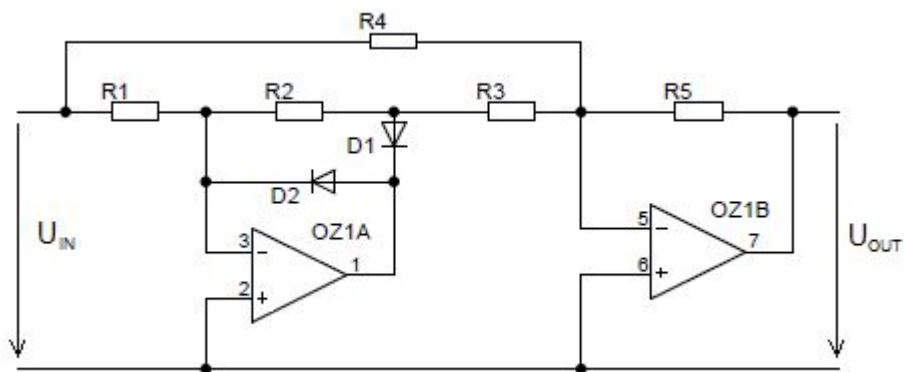 R4
R1
R2
R3
R5
D1
D2
OZ1A
OZ1B
3
−
1
2
+
5
−
7
6
+
U_IN
U_OUT